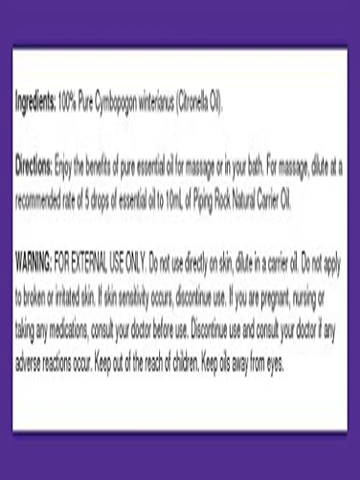 Ingredients: 100% Pure Cymbopogon winterianus (Citronella Oil).
Directions: Enjoy the benefits of pure essential oil for massage or in your bath. For massage, dilute at a
recommended rate of 5 drops of essential oil to 10mL of Piping Rock Natural Carrier Oil.
WARNING: FOR EXTERNAL USE ONLY. Do not use directly on skin, dilute in a carrier oil. Do not apply
to broken or irritated skin. If skin sensitivity occurs, discontinue use. If you are pregnant, nursing or
taking any medications, consult your doctor before use. Discontinue use and consult your doctor if any
adverse reactions occur. Keep out of the reach of children. Keep oils away from eyes.